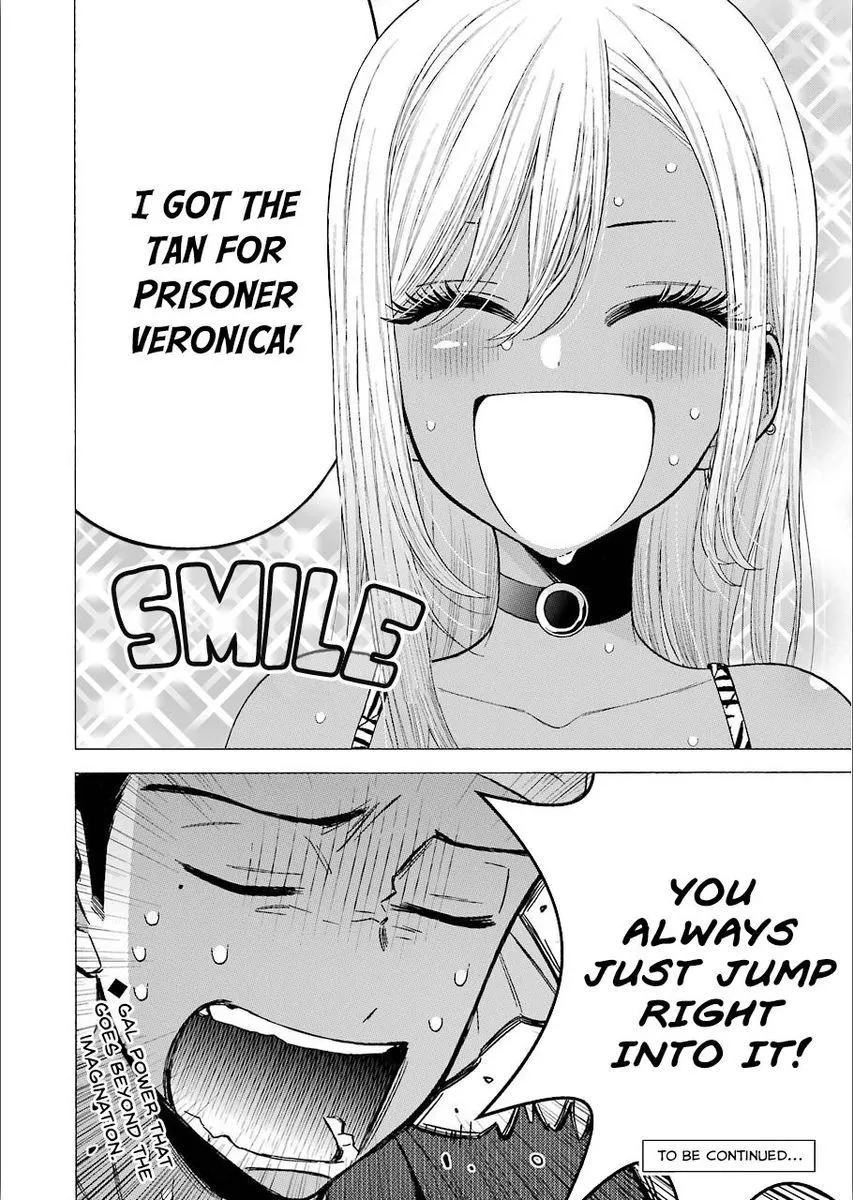 I GOT THE
TAN FOR
PRISONER
VERONICA!
SMILE
YOU
ALWAYS
JUST JUMP
RIGHT
INTO IT!
◆ GAL POWER THAT
GOES BEYOND THE
IMAGINATION.
TO BE CONTINUED...